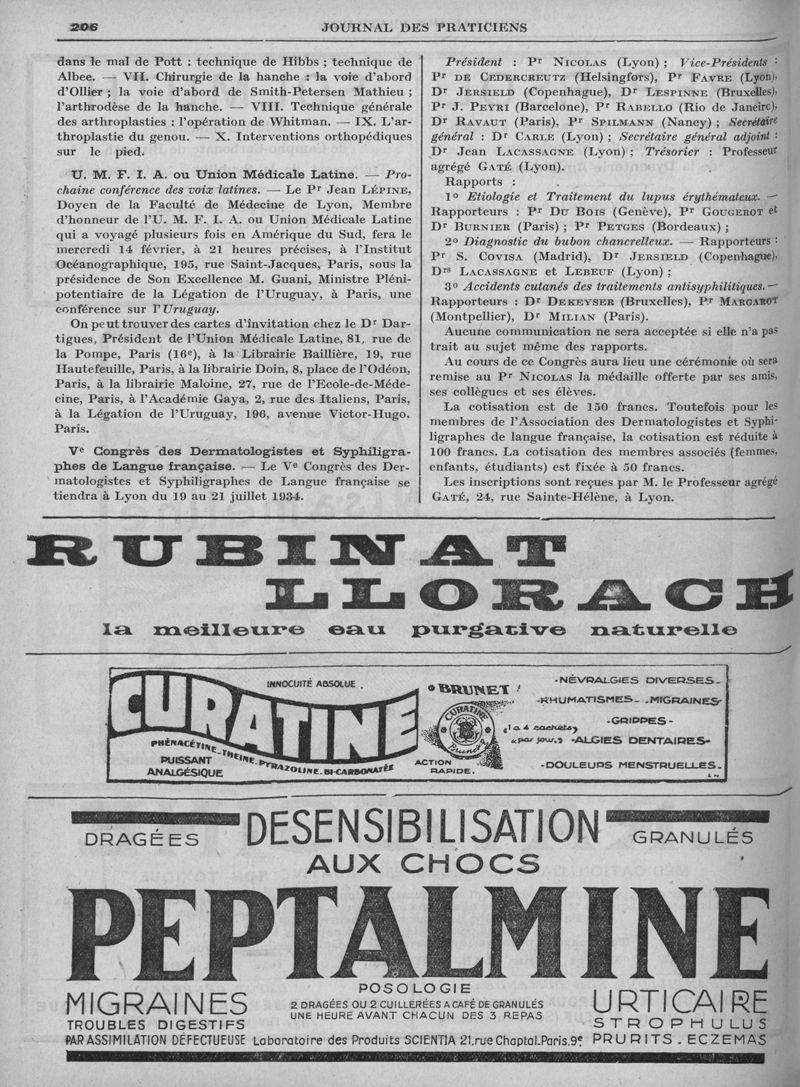 206
JOURNAL DES PRATICIENS
dans le mal de Pott : technique de Hibbs ; technique de
Albee. — VII. Chirurgie de la hanche : la voie d'abord
d'Ollier ; la voie d'abord de Smith-Petersen Mathieu ;
l'arthrodèse de la hanche. — VIII. Technique générale
des arthroplasties : l'opération de Whitman. — IX. L'ar-
throplastie du genou. — X. Interventions orthopédiques
sur le pied.
U. M. F. I. A. ou Union Médicale Latine. — Pro-
chaine conférence des voix latines. — Le Pr Jean LÉPINE,
Doyen de la Faculté de Médecine de Lyon, Membre
d'honneur de l'U. M. F. I. A. ou Union Médicale Latine
qui a voyagé plusieurs fois en Amérique du Sud, fera le
mercredi 14 février, à 21 heures précises, à l'Institut
Océanographique, 195, rue Saint-Jacques, Paris, sous la
présidence de Son Excellence M. Guani, Ministre Pléni-
potentiaire de la Légation de l'Uruguay, à Paris, une
conférence sur l'Uruguay.
On peut trouver des cartes d'invitation chez le Dr Dar-
tigues, Président de l'Union Médicale Latine, 81, rue de
la Pompe, Paris (16e), à la Librairie Baillière, 19, rue
Hautefeuille, Paris, à la librairie Doin, 8, place de l'Odéon,
Paris, à la librairie Maloine, 27, rue de l'Ecole-de-Méde-
cine, Paris, à l'Académie Gaya, 2, rue des Italiens, Paris,
à la Légation de l'Uruguay, 196, avenue Victor-Hugo,
Paris.
Ve Congrès des Dermatologistes et Syphiligra-
phes de Langue française. — Le Ve Congrès des Der-
matologistes et Syphiligraphes de Langue française se
tiendra à Lyon du 19 au 21 juillet 1934.
Président : Pr NICOLAS (Lyon) ; Vice-Présidents :
Pr DE CEDERCREUTZ (Helsingfors), Pr FAVRE (Lyon),
Dr JERSIELD (Copenhague), Dr LESPINNE (Bruxelles),
Pr J. PEYRI (Barcelone), Pr RABELLO (Rio de Janeiro),
Dr RAVAUT (Paris), Pr SPILMANN (Nancy) ; Secrétaire
général : Dr CARLE (Lyon) ; Secrétaire général adjoint :
Dr Jean LACASSAGNE (Lyon) ; Trésorier : Professeur
agrégé GATÉ (Lyon).
Rapports :
1o Etiologie et Traitement du lupus érythémateux. —
Rapporteurs : Pr DU BOIS (Genève), Pr GOUGEROT et
Dr BURNIER (Paris) ; Pr PETGES (Bordeaux) ;
2o Diagnostic du bubon chancrelleux. — Rapporteurs :
Pr S. COVISA (Madrid), Dr JERSIELD (Copenhague),
Drs LACASSAGNE et LEBEUF (Lyon) ;
3o Accidents cutanés des traitements antisyphilitiques. —
Rapporteurs : Dr DEKEYSER (Bruxelles), Pr MARGAROT
(Montpellier), Dr MILIAN (Paris).
Aucune communication ne sera acceptée si elle n'a pas
trait au sujet même des rapports.
Au cours de ce Congrès aura lieu une cérémonie où sera
remise au Pr NICOLAS la médaille offerte par ses amis,
ses collègues et ses élèves.
La cotisation est de 150 francs. Toutefois pour les
membres de l'Association des Dermatologistes et Syphi-
ligraphes de langue française, la cotisation est réduite à
100 francs. La cotisation des membres associés (femmes,
enfants, étudiants) est fixée à 50 francs.
Les inscriptions sont reçues par M. le Professeur agrégé
GATÉ, 24, rue Sainte-Hélène, à Lyon.
RUBINAT
LLORACH
la meilleure eau purgative naturelle
INNOCUITÉ ABSOLUE
CURATINE
PHÉNACÉTINE-THEINE-PYRAZOLINE.BI-CARBONATÉE
PUISSANT
ANALGÉSIQUE
BRUNET
CURATINE
Brunet
ACTION
RAPIDE.
«1 à 4 cachets»
«par jour.»
-NÉVRALGIES DIVERSES-
-RHUMATISMES- -MIGRAINES-
-GRIPPES-
-ALGIES DENTAIRES-
-DOULEURS MENSTRUELLES-
DRAGÉES
DESENSIBILISATION
GRANULÉS
AUX CHOCS
PEPTALMINE
MIGRAINES
TROUBLES DIGESTIFS
PAR ASSIMILATION DÉFECTUEUSE
POSOLOGIE
2 DRAGÉES OU 2 CUILLERÉES A CAFÉ DE GRANULÉS
UNE HEURE AVANT CHACUN DES 3 REPAS
Laboratoire des Produits SCIENTIA 21, rue Chaptal.Paris.9e
URTICAIRE
STROPHULUS
PRURITS . ECZEMAS